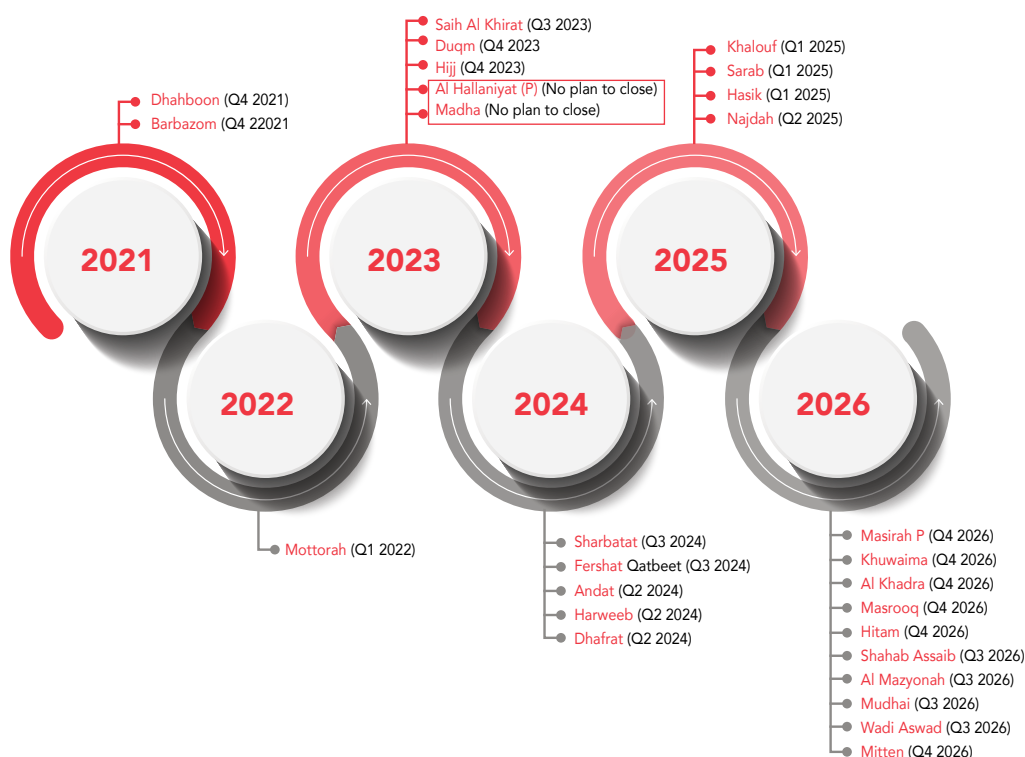 Dhahboon (Q4 2021)
Barbazom (Q4 22021
2021
Mottorah (Q1 2022)
2022
Saih Al Khirat (Q3 2023)
Duqm (Q4 2023
Hijj (Q4 2023)
Al Hallaniyat (P) (No plan to close)
Madha (No plan to close)
2023
2024
Sharbatat (Q3 2024)
Fershat Qatbeet (Q3 2024)
Andat (Q2 2024)
Harweeb (Q2 2024)
Dhafrat (Q2 2024)
Khalouf (Q1 2025)
Sarab (Q1 2025)
Hasik (Q1 2025)
Najdah (Q2 2025)
2025
2026
Masirah P (Q4 2026)
Khuwaima (Q4 2026)
Al Khadra (Q4 2026)
Masrooq (Q4 2026)
Hitam (Q4 2026)
Shahab Assaib (Q3 2026)
Al Mazyonah (Q3 2026)
Mudhai (Q3 2026)
Wadi Aswad (Q3 2026)
Mitten (Q4 2026)